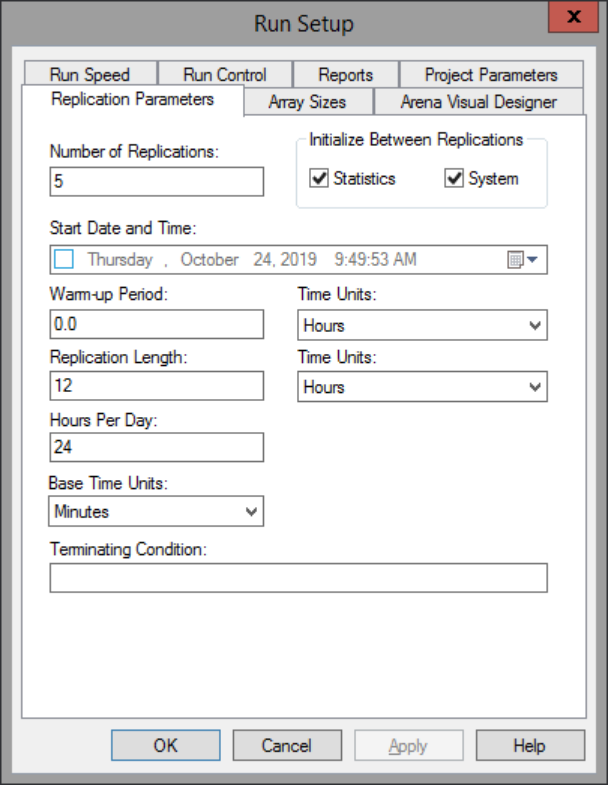 Run Setup
x
Run Speed Run Control Reports Project Parameters
Replication Parameters Array Sizes Arena Visual Designer
Number of Replications:
5
Initialize Between Replications
Statistics System
Start Date and Time:
Thursday , October 24, 2019 9:49:53 AM
Warm-up Period: Time Units:
0.0 Hours
Replication Length: Time Units:
12 Hours
Hours Per Day:
24
Base Time Units:
Minutes
Terminating Condition:
OK Cancel Apply Help